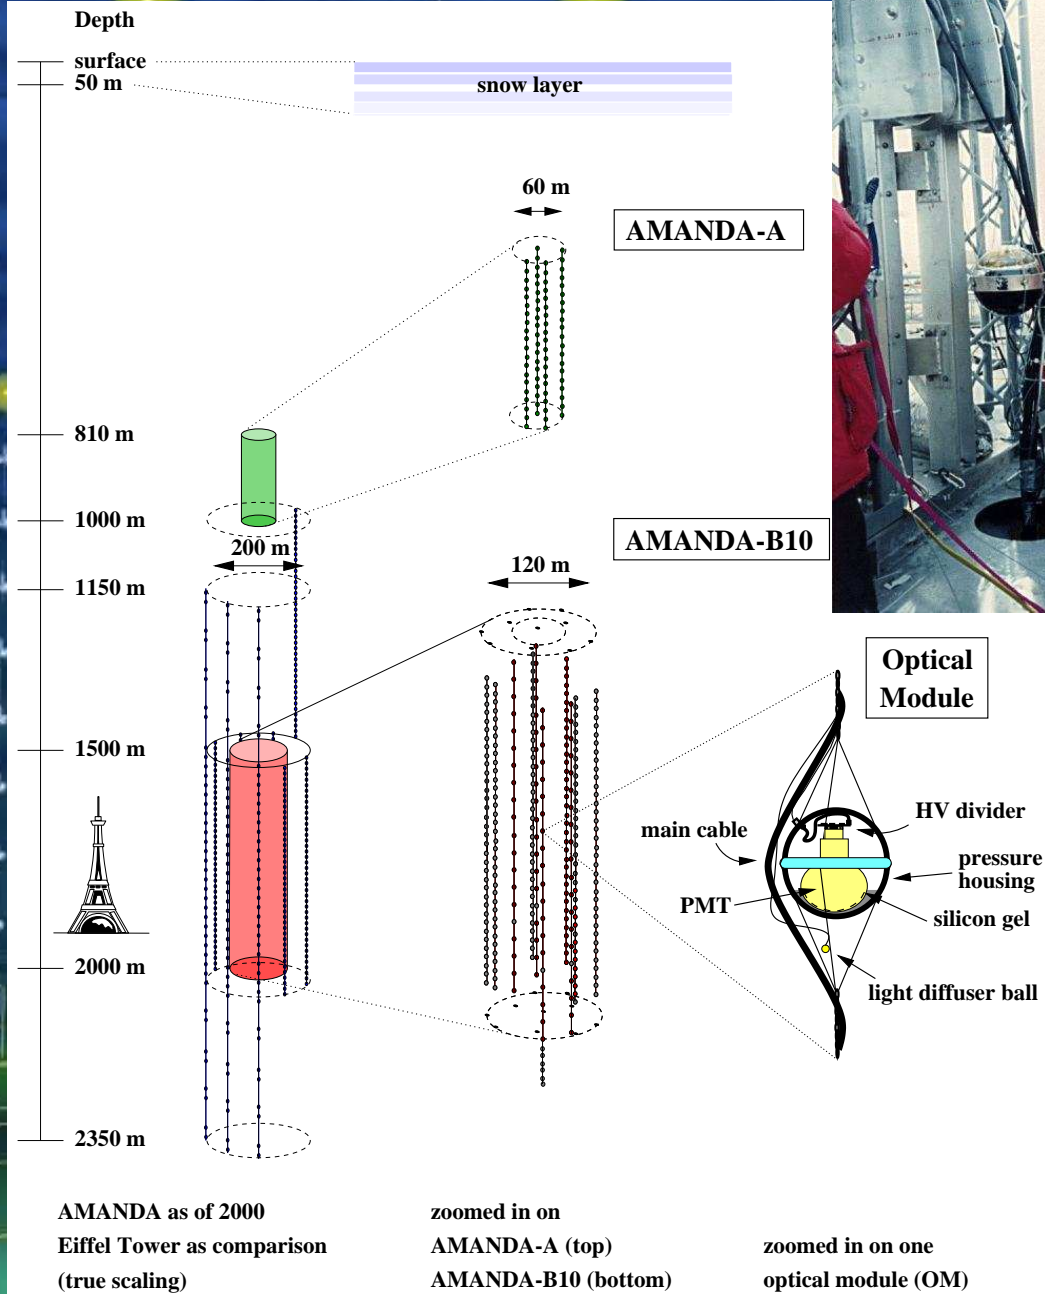 Depth
surface
50 m
snow layer
60 m
AMANDA-A
810 m
1000 m
200 m
AMANDA-B10
120 m
1150 m
Optical
Module
1500 m
HV divider
main cable
pressure
housing
PMT
silicon gel
2000 m
light diffuser ball
2350 m
AMANDA as of 2000
Eiffel Tower as comparison
(true scaling)
zoomed in on
AMANDA-A (top)
AMANDA-B10 (bottom)
zoomed in on one
optical module (OM)